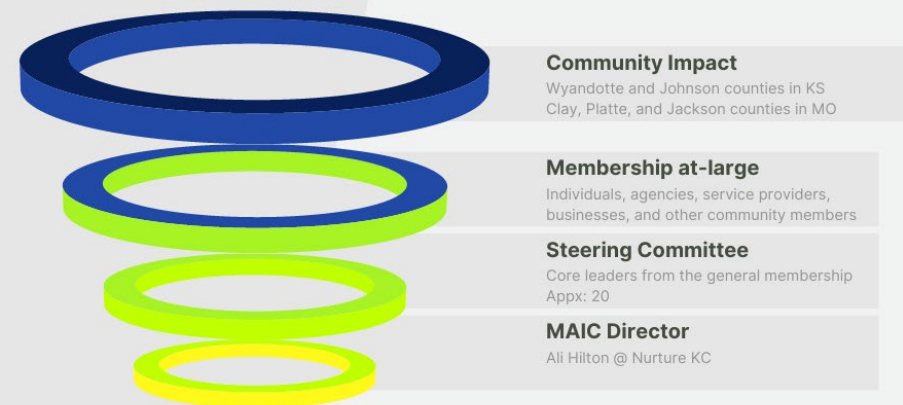 Community Impact
Wyandotte and Johnson counties in KS
Clay, Platte, and Jackson counties in MO
Membership at-large
Individuals, agencies, service providers,
businesses, and other community members
Steering Committee
Core leaders from the general membership
Appx: 20
MAIC Director
Ali Hilton @ Nurture KC